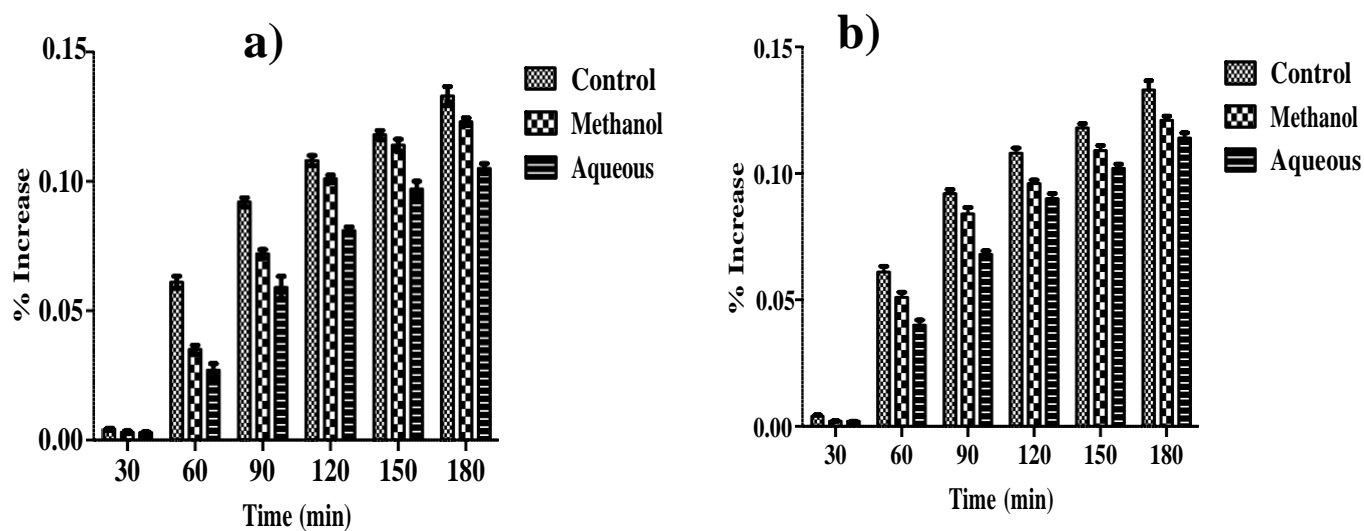 a)
% Increase
0.15
0.10
0.05
0.00
30 60 90 120 150 180
Time (min)
Control
Methanol
Aqueous
b)
% Increase
0.15
0.10
0.05
0.00
30 60 90 120 150 180
Time (min)
Control
Methanol
Aqueous